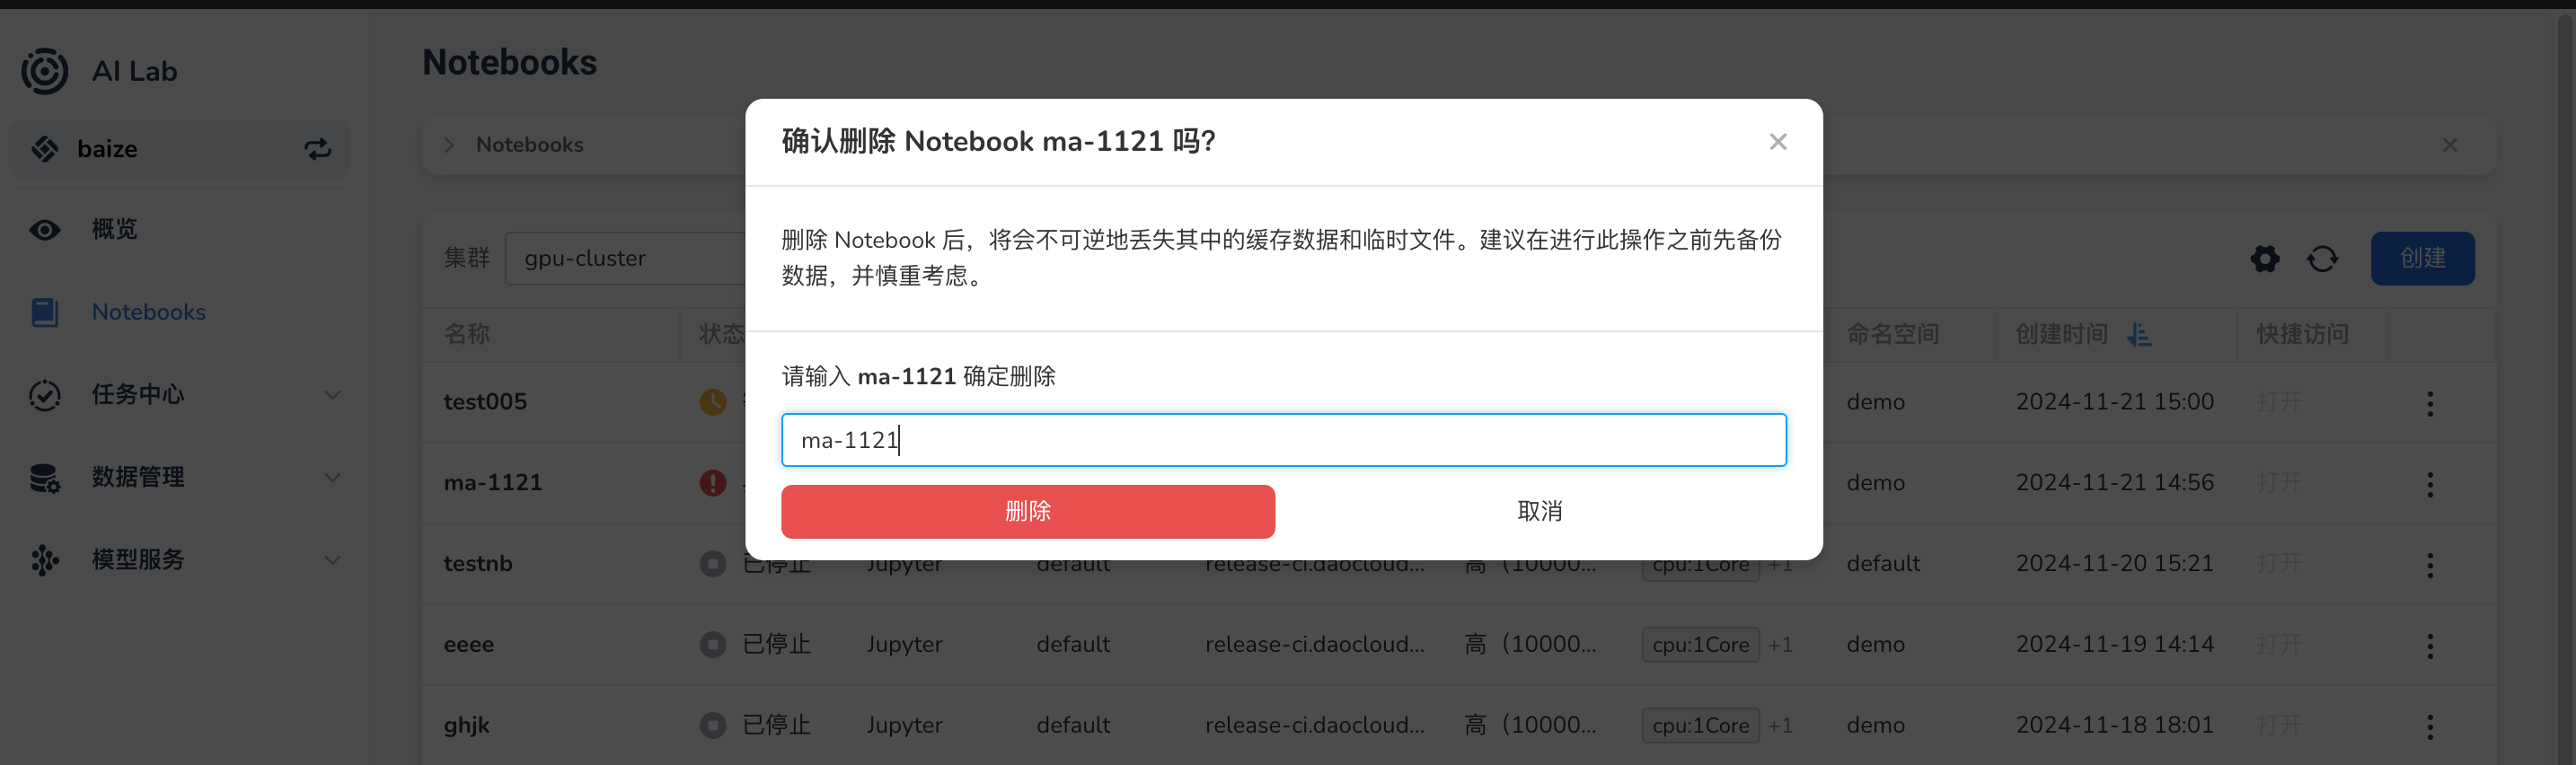 AI Lab
baize
概览
Notebooks
任务中心
数据管理
模型服务
Notebooks
Notebooks
集群 gpu-cluster
创建
名称 状态 命名空间 创建时间 快捷访问
test005 demo 2024-11-21 15:00 打开
ma-1121 demo 2024-11-21 14:56 打开
testnb 已停止 Jupyter default release-ci.daocloud... 高（10000... cpu:1Core +1 default 2024-11-20 15:21 打开
eeee 已停止 Jupyter default release-ci.daocloud... 高（10000... cpu:1Core +1 demo 2024-11-19 14:14 打开
ghjk 已停止 Jupyter default release-ci.daocloud... 高（10000... cpu:1Core +1 demo 2024-11-18 18:01 打开
确认删除 Notebook ma-1121 吗?
删除 Notebook 后，将会不可逆地丢失其中的缓存数据和临时文件。建议在进行此操作之前先备份
数据，并慎重考虑。
请输入 ma-1121 确定删除
ma-1121
删除 取消